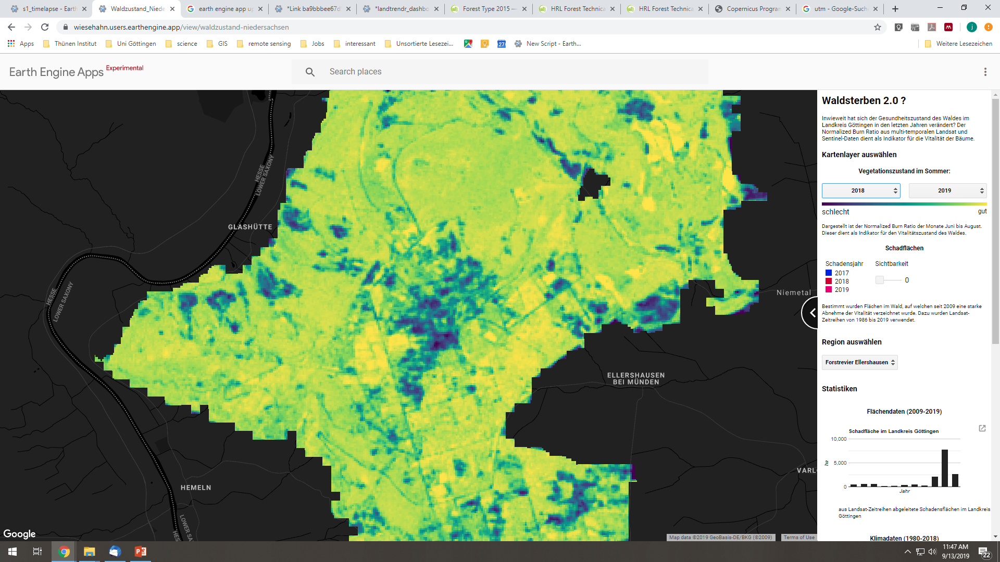 s1_timelapse - Earth
Waldzustand_Niede
earth engine app up
*Link ba9bbbee67d
*landtrendr_dashbo
Forest Type 2015 —
HRL Forest Technica
HRL Forest Technica
Copernicus Program
utm - Google-Suche
wiesehahn.users.earthengine.app/view/waldzustand-niedersachsen
j
Apps
Thünen Institut
Uni Göttingen
science
GIS
remote sensing
Jobs
interessant
Unsortierte Lesezei...
27
New Script - Earth...
Weitere Lesezeichen
Earth Engine Apps Experimental
Search places
HESSE
LOWER SAXONY
GLASHÜTTE
HESSE
LOWER SAXONY
Niemetal
ELLERSHAUSEN
BEI MÜNDEN
VARLO
HEMELN
LOWER SA
HES
Google
Map data ©2019 GeoBasis-DE/BKG (©2009)
Terms of Use
Waldsterben 2.0 ?
Inwieweit hat sich der Gesundheitszustand des Waldes im
Landkreis Göttingen in den letzten Jahren verändert? Der
Normalized Burn Ratio aus multi-temporalen Landsat und
Sentinel-Daten dient als Indikator für die Vitalität der Bäume.
Kartenlayer auswählen
Vegetationszustand im Sommer:
2018
2019
schlecht
gut
Dargestellt ist der Normalized Burn Ratio der Monate Juni bis August.
Dieser dient als Indikator für den Vitalitätszustand des Waldes.
Schadflächen
Schadensjahr
Sichtbarkeit
2017
2018
0
2019
Bestimmt wurden Flächen im Wald, auf welchen seit 2009 eine starke
Abnahme der Vitalität verzeichnet wurde. Dazu wurden Landsat-
Zeitreihen von 1986 bis 2019 verwendet.
Region auswählen
Forstrevier Ellershausen
Statistiken
Flächendaten (2009-2019)
Schadfläche im Landkreis Göttingen
10,000
5,000
0
ha
Jahr
aus Landsat-Zeitreihen abgeleitete Schadensflächen im Landkreis
Göttingen
Klimadaten (1980-2018)
11:47 AM
9/13/2019
22